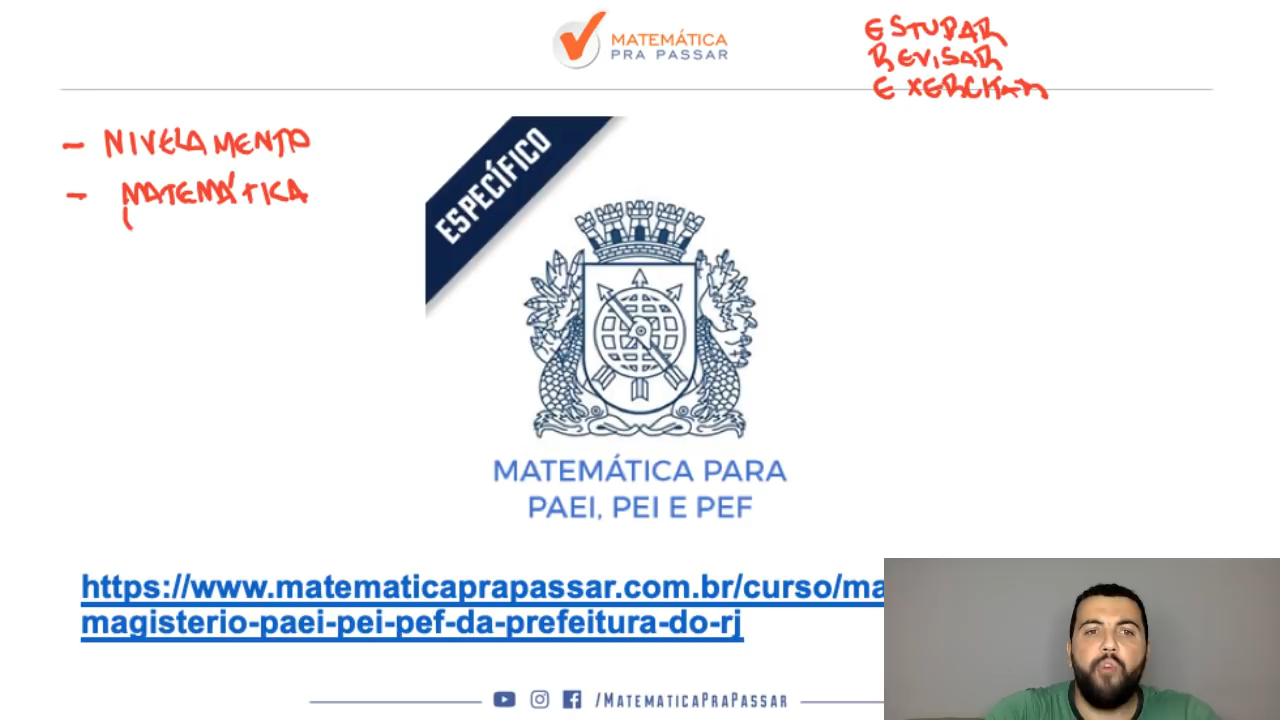 MATEMÁTICA
PRA PASSAR
ESTUDAR
REVISAR
EXERCITAR
- NIVELAMENTO
- MATEMÁTICA
ESPECÍFICO
MATEMÁTICA PARA
PAEI, PEI E PEF
https://www.matematicaprapassar.com.br/curso/ma
magisterio-paei-pei-pef-da-prefeitura-do-rj
/MATEMATICAPRAPASSAR